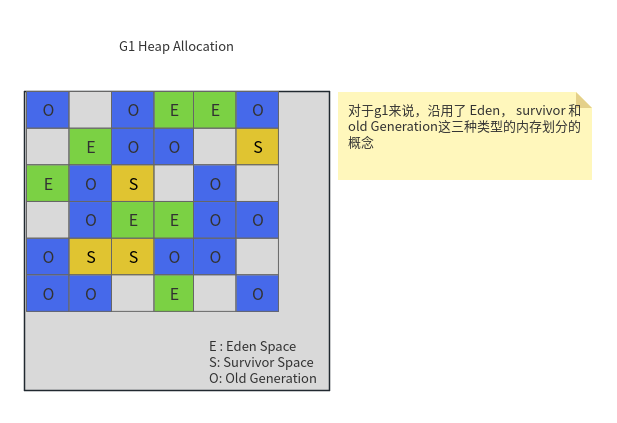 G1 Heap Allocation
O O E E O
E O O S
E O S O
O E E O O
O S S O O
O O E O
对于g1来说，沿用了 Eden， survivor 和
old Generation这三种类型的内存划分的
概念
E : Eden Space
S: Survivor Space
O: Old Generation